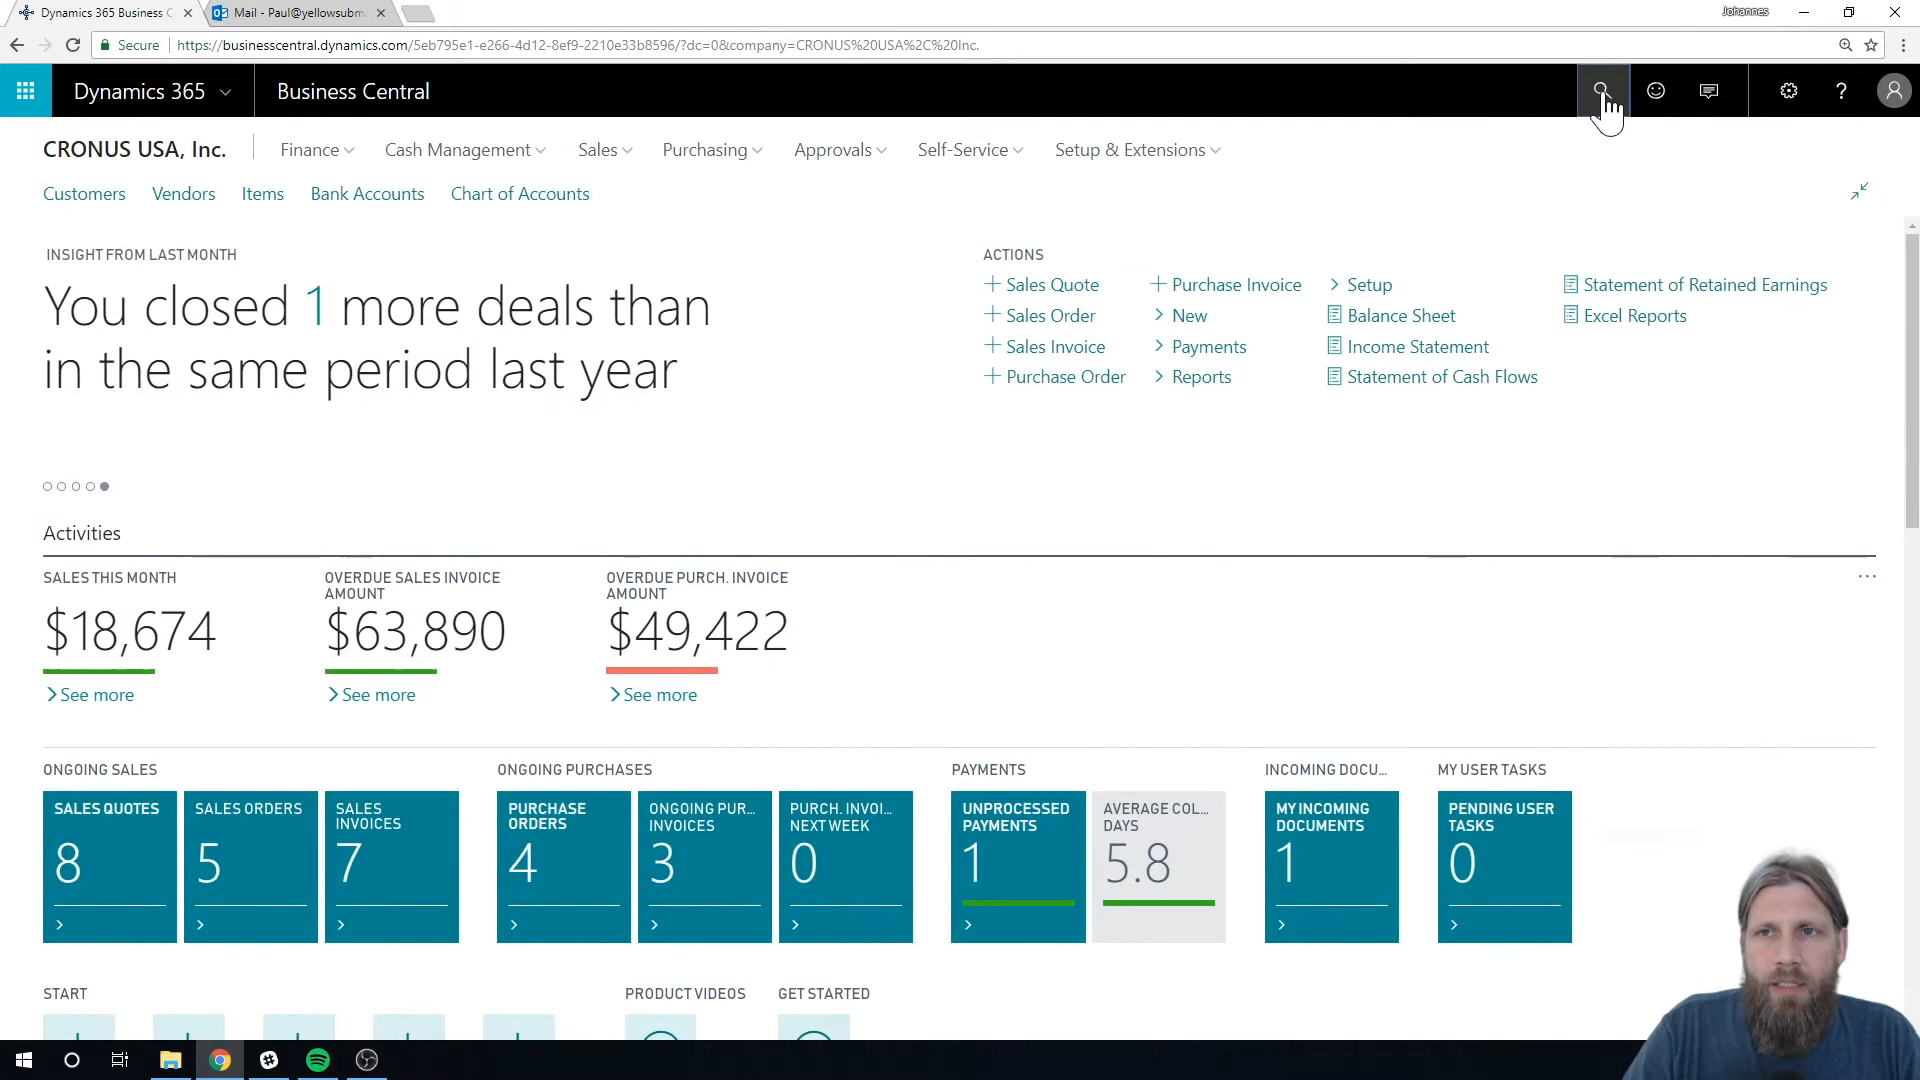 Dynamics 365 Business C
Mail - Paul@yellowsubm
Johannes
Secure
https://businesscentral.dynamics.com/5eb795e1-e266-4d12-8ef9-2210e33b8596/?dc=0&company=CRONUS%20USA%2C%20Inc.
Dynamics 365
Business Central
?
CRONUS USA, Inc.
Finance
Cash Management
Sales
Purchasing
Approvals
Self-Service
Setup & Extensions
Customers
Vendors
Items
Bank Accounts
Chart of Accounts
INSIGHT FROM LAST MONTH
You closed 1 more deals than
in the same period last year
ACTIONS
+ Sales Quote
+ Sales Order
+ Sales Invoice
+ Purchase Order
+ Purchase Invoice
> New
> Payments
> Reports
> Setup
Balance Sheet
Income Statement
Statement of Cash Flows
Statement of Retained Earnings
Excel Reports
Activities
SALES THIS MONTH
$18,674
>See more
OVERDUE SALES INVOICE
AMOUNT
$63,890
>See more
OVERDUE PURCH. INVOICE
AMOUNT
$49,422
>See more
...
ONGOING SALES
SALES QUOTES
8
>
SALES ORDERS
5
>
SALES
INVOICES
7
>
ONGOING PURCHASES
PURCHASE
ORDERS
4
>
ONGOING PUR...
INVOICES
3
>
PURCH. INVOI...
NEXT WEEK
0
>
PAYMENTS
UNPROCESSED
PAYMENTS
1
>
AVERAGE COL...
DAYS
5.8
INCOMING DOCU...
MY INCOMING
DOCUMENTS
1
>
MY USER TASKS
PENDING USER
TASKS
0
>
START
PRODUCT VIDEOS
GET STARTED